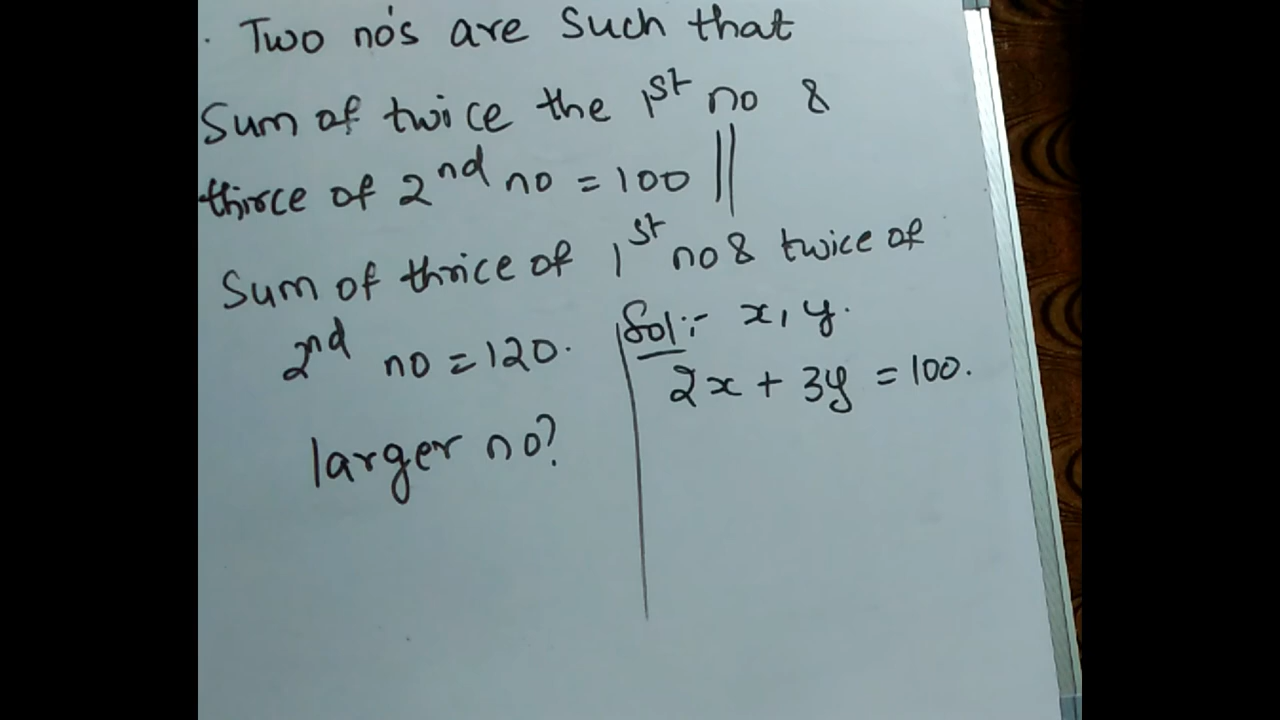 . Two no's are such that
Sum of twice the 1st no &
thirce of 2nd no = 100 ||
Sum of thrice of 1st no & twice of
2nd no = 120.
larger no?
Sol:- x, y.
2x + 3y = 100.